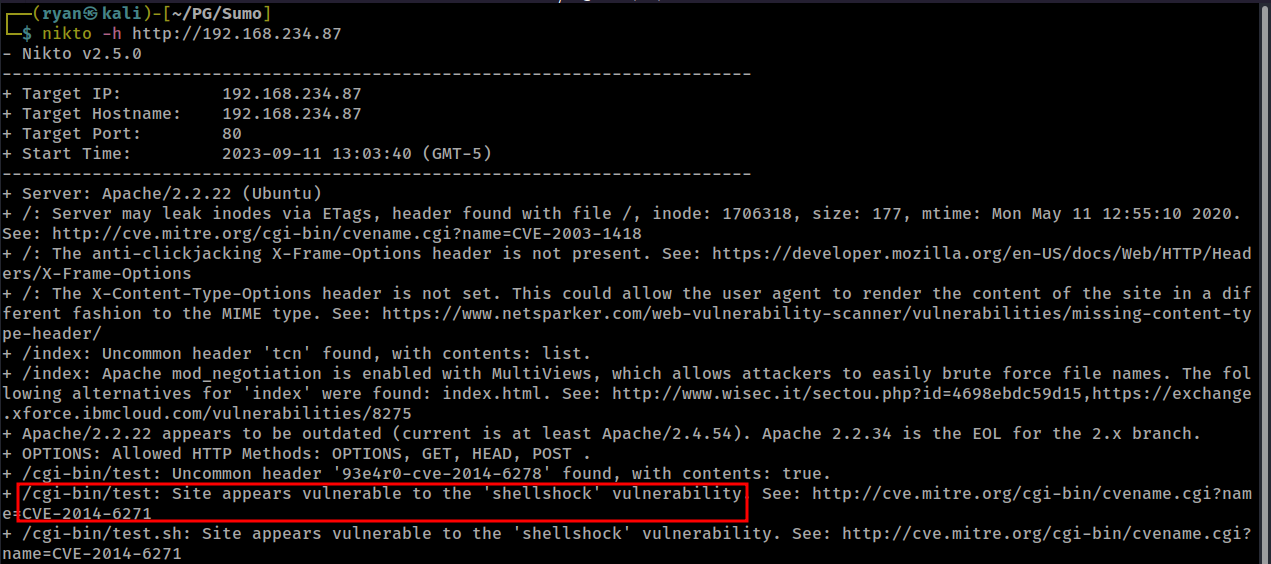 (ryan㉿kali)-[~/PG/Sumo]
$ nikto -h http://192.168.234.87
- Nikto v2.5.0
---------------------------------------------------------------------------
+ Target IP:          192.168.234.87
+ Target Hostname:    192.168.234.87
+ Target Port:        80
+ Start Time:         2023-09-11 13:03:40 (GMT-5)
---------------------------------------------------------------------------
+ Server: Apache/2.2.22 (Ubuntu)
+ /: Server may leak inodes via ETags, header found with file /, inode: 1706318, size: 177, mtime: Mon May 11 12:55:10 2020.
See: http://cve.mitre.org/cgi-bin/cvename.cgi?name=CVE-2003-1418
+ /: The anti-clickjacking X-Frame-Options header is not present. See: https://developer.mozilla.org/en-US/docs/Web/HTTP/Head
ers/X-Frame-Options
+ /: The X-Content-Type-Options header is not set. This could allow the user agent to render the content of the site in a dif
ferent fashion to the MIME type. See: https://www.netsparker.com/web-vulnerability-scanner/vulnerabilities/missing-content-ty
pe-header/
+ /index: Uncommon header 'tcn' found, with contents: list.
+ /index: Apache mod_negotiation is enabled with MultiViews, which allows attackers to easily brute force file names. The fol
lowing alternatives for 'index' were found: index.html. See: http://www.wisec.it/sectou.php?id=4698ebdc59d15,https://exchange
.xforce.ibmcloud.com/vulnerabilities/8275
+ Apache/2.2.22 appears to be outdated (current is at least Apache/2.4.54). Apache 2.2.34 is the EOL for the 2.x branch.
+ OPTIONS: Allowed HTTP Methods: OPTIONS, GET, HEAD, POST .
+ /cgi-bin/test: Uncommon header '93e4r0-cve-2014-6278' found, with contents: true.
+ /cgi-bin/test: Site appears vulnerable to the 'shellshock' vulnerability. See: http://cve.mitre.org/cgi-bin/cvename.cgi?nam
e=CVE-2014-6271
+ /cgi-bin/test.sh: Site appears vulnerable to the 'shellshock' vulnerability. See: http://cve.mitre.org/cgi-bin/cvename.cgi?
name=CVE-2014-6271